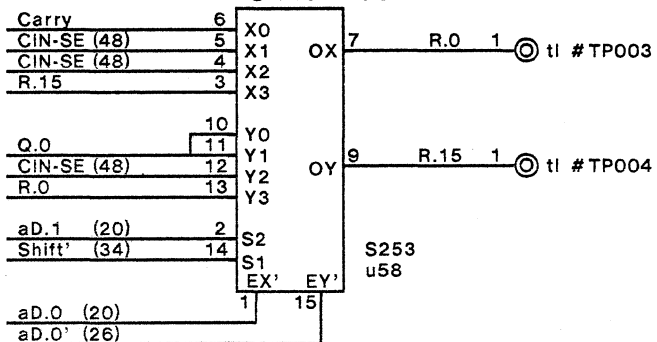 Carry 6 X0
CIN-SE (48) 5 X1
CIN-SE (48) 4 X2
R.15 3 X3
OX 7 R.0 1 tl #TP003
10 Y0
Q.0 11 Y1
CIN-SE (48) 12 Y2
R.0 13 Y3
OY 9 R.15 1 tl #TP004
aD.1 (20) 2 S2
Shift' (34) 14 S1
EX' EY'
S253
u58
1 15
aD.0 (20)
aD.0' (26)